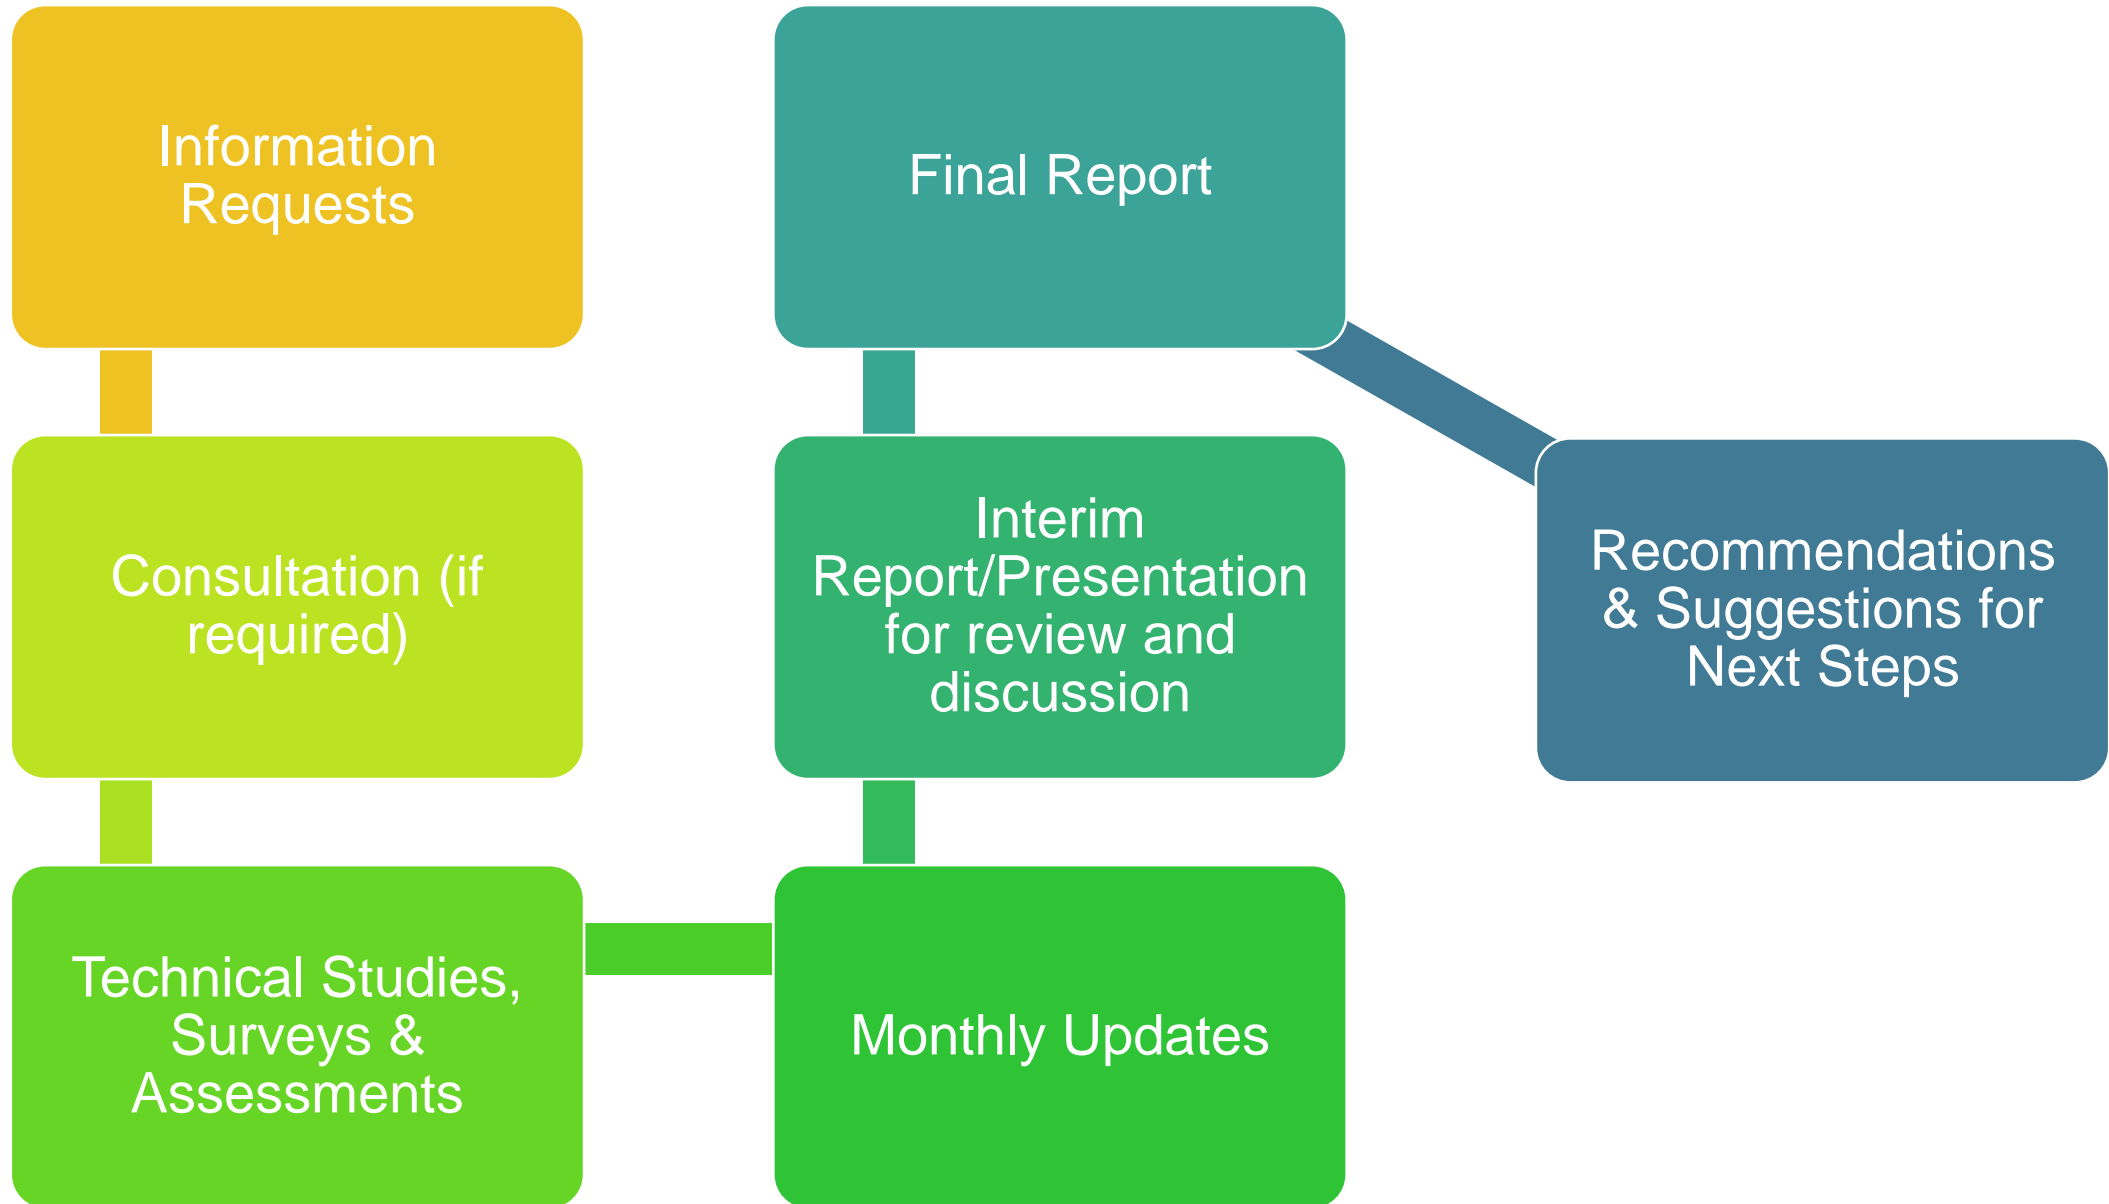 Information
Requests
Consultation (if
required)
Technical Studies,
Surveys &
Assessments
Monthly Updates
Interim
Report/Presentation
for review and
discussion
Final Report
Recommendations
& Suggestions for
Next Steps